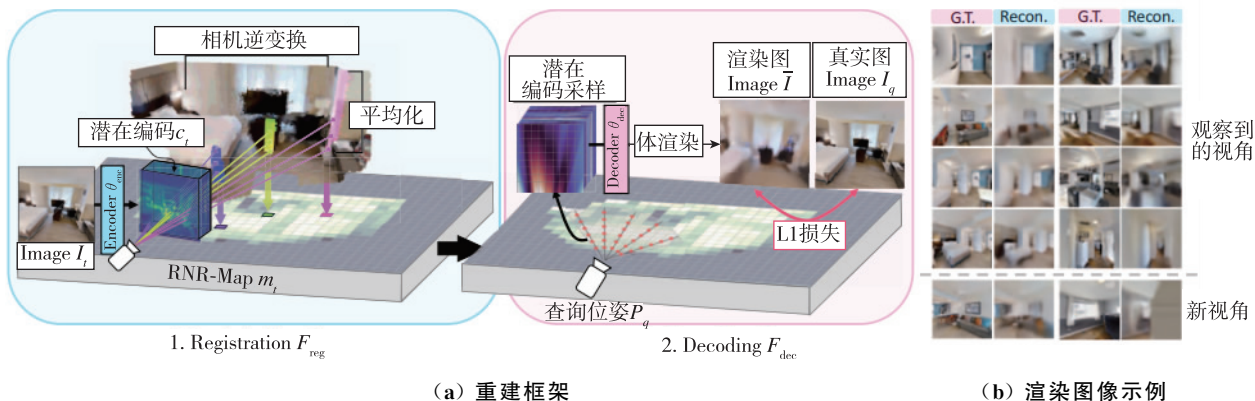 相机逆变换
平均化
潜在编码c_t
Encoder θ_enc
Image I_t
RNR-Map m_t
1. Registration F_reg
潜在
编码采样
Decoder θ_dec
体渲染
渲染图
Image Ī
真实图
Image I_q
L1损失
查询位姿P_q
2. Decoding F_dec
(a) 重建框架
G.T. Recon. G.T. Recon.
观察到
的视角
新视角
(b) 渲染图像示例